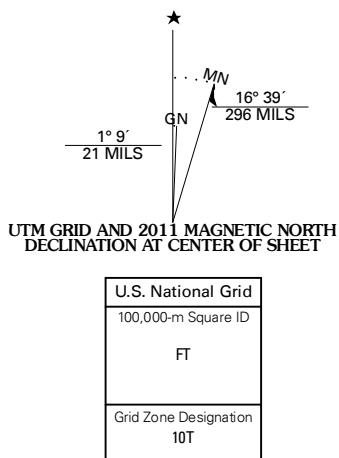 MN
GN
16° 39´
296 MILS
1° 9´
21 MILS
UTM GRID AND 2011 MAGNETIC NORTH
DECLINATION AT CENTER OF SHEET
U.S. National Grid
100,000-m Square ID
FT
Grid Zone Designation
10T